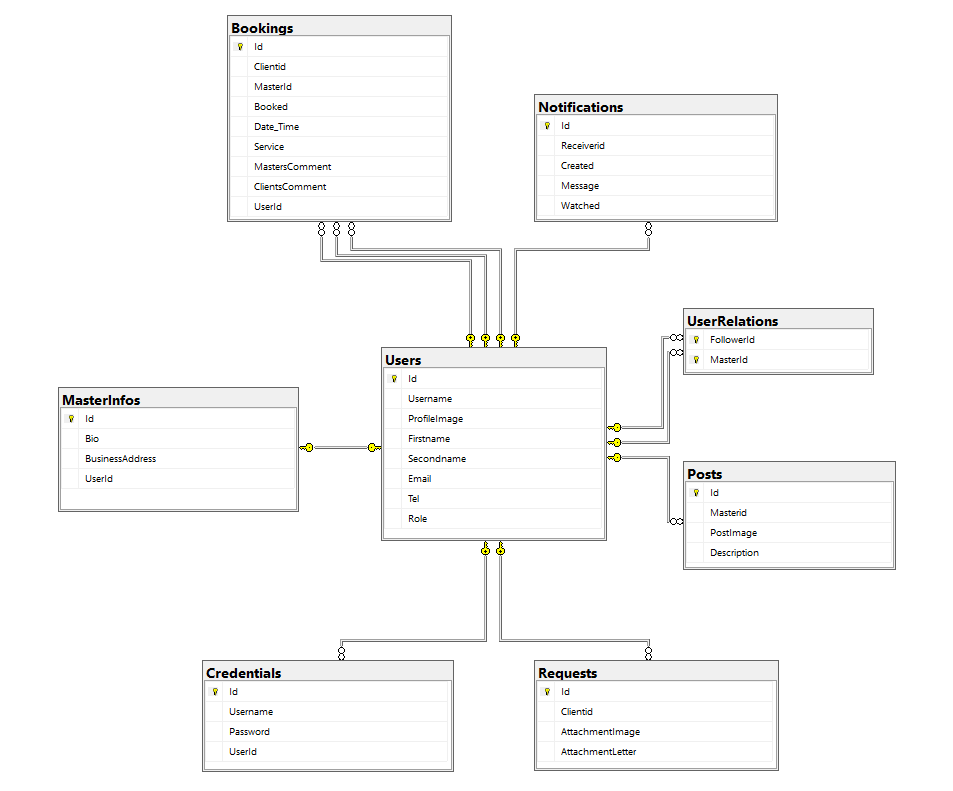 Bookings
Id
Clientid
MasterId
Booked
Date_Time
Service
MastersComment
ClientsComment
UserId
Notifications
Id
Receiverid
Created
Message
Watched
UserRelations
FollowerId
MasterId
Users
Id
Username
ProfileImage
Firstname
Secondname
Email
Tel
Role
MasterInfos
Id
Bio
BusinessAddress
UserId
Posts
Id
Masterid
PostImage
Description
Credentials
Id
Username
Password
UserId
Requests
Id
Clientid
AttachmentImage
AttachmentLetter